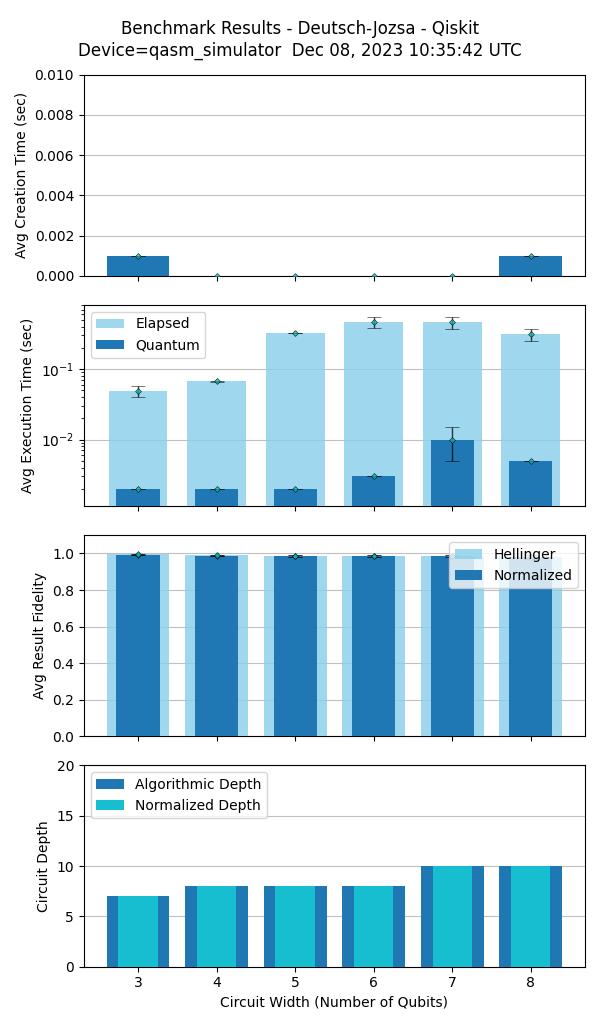 Benchmark Results - Deutsch-Jozsa - Qiskit
Device=qasm_simulator  Dec 08, 2023 10:35:42 UTC
Avg Creation Time (sec)
0.010
0.008
0.006
0.004
0.002
0.000
Avg Execution Time (sec)
Elapsed
Quantum
10⁻¹
10⁻²
Avg Result Fidelity
Hellinger
Normalized
1.0
0.8
0.6
0.4
0.2
0.0
Circuit Depth
Algorithmic Depth
Normalized Depth
20
15
10
5
0
3 4 5 6 7 8
Circuit Width (Number of Qubits)